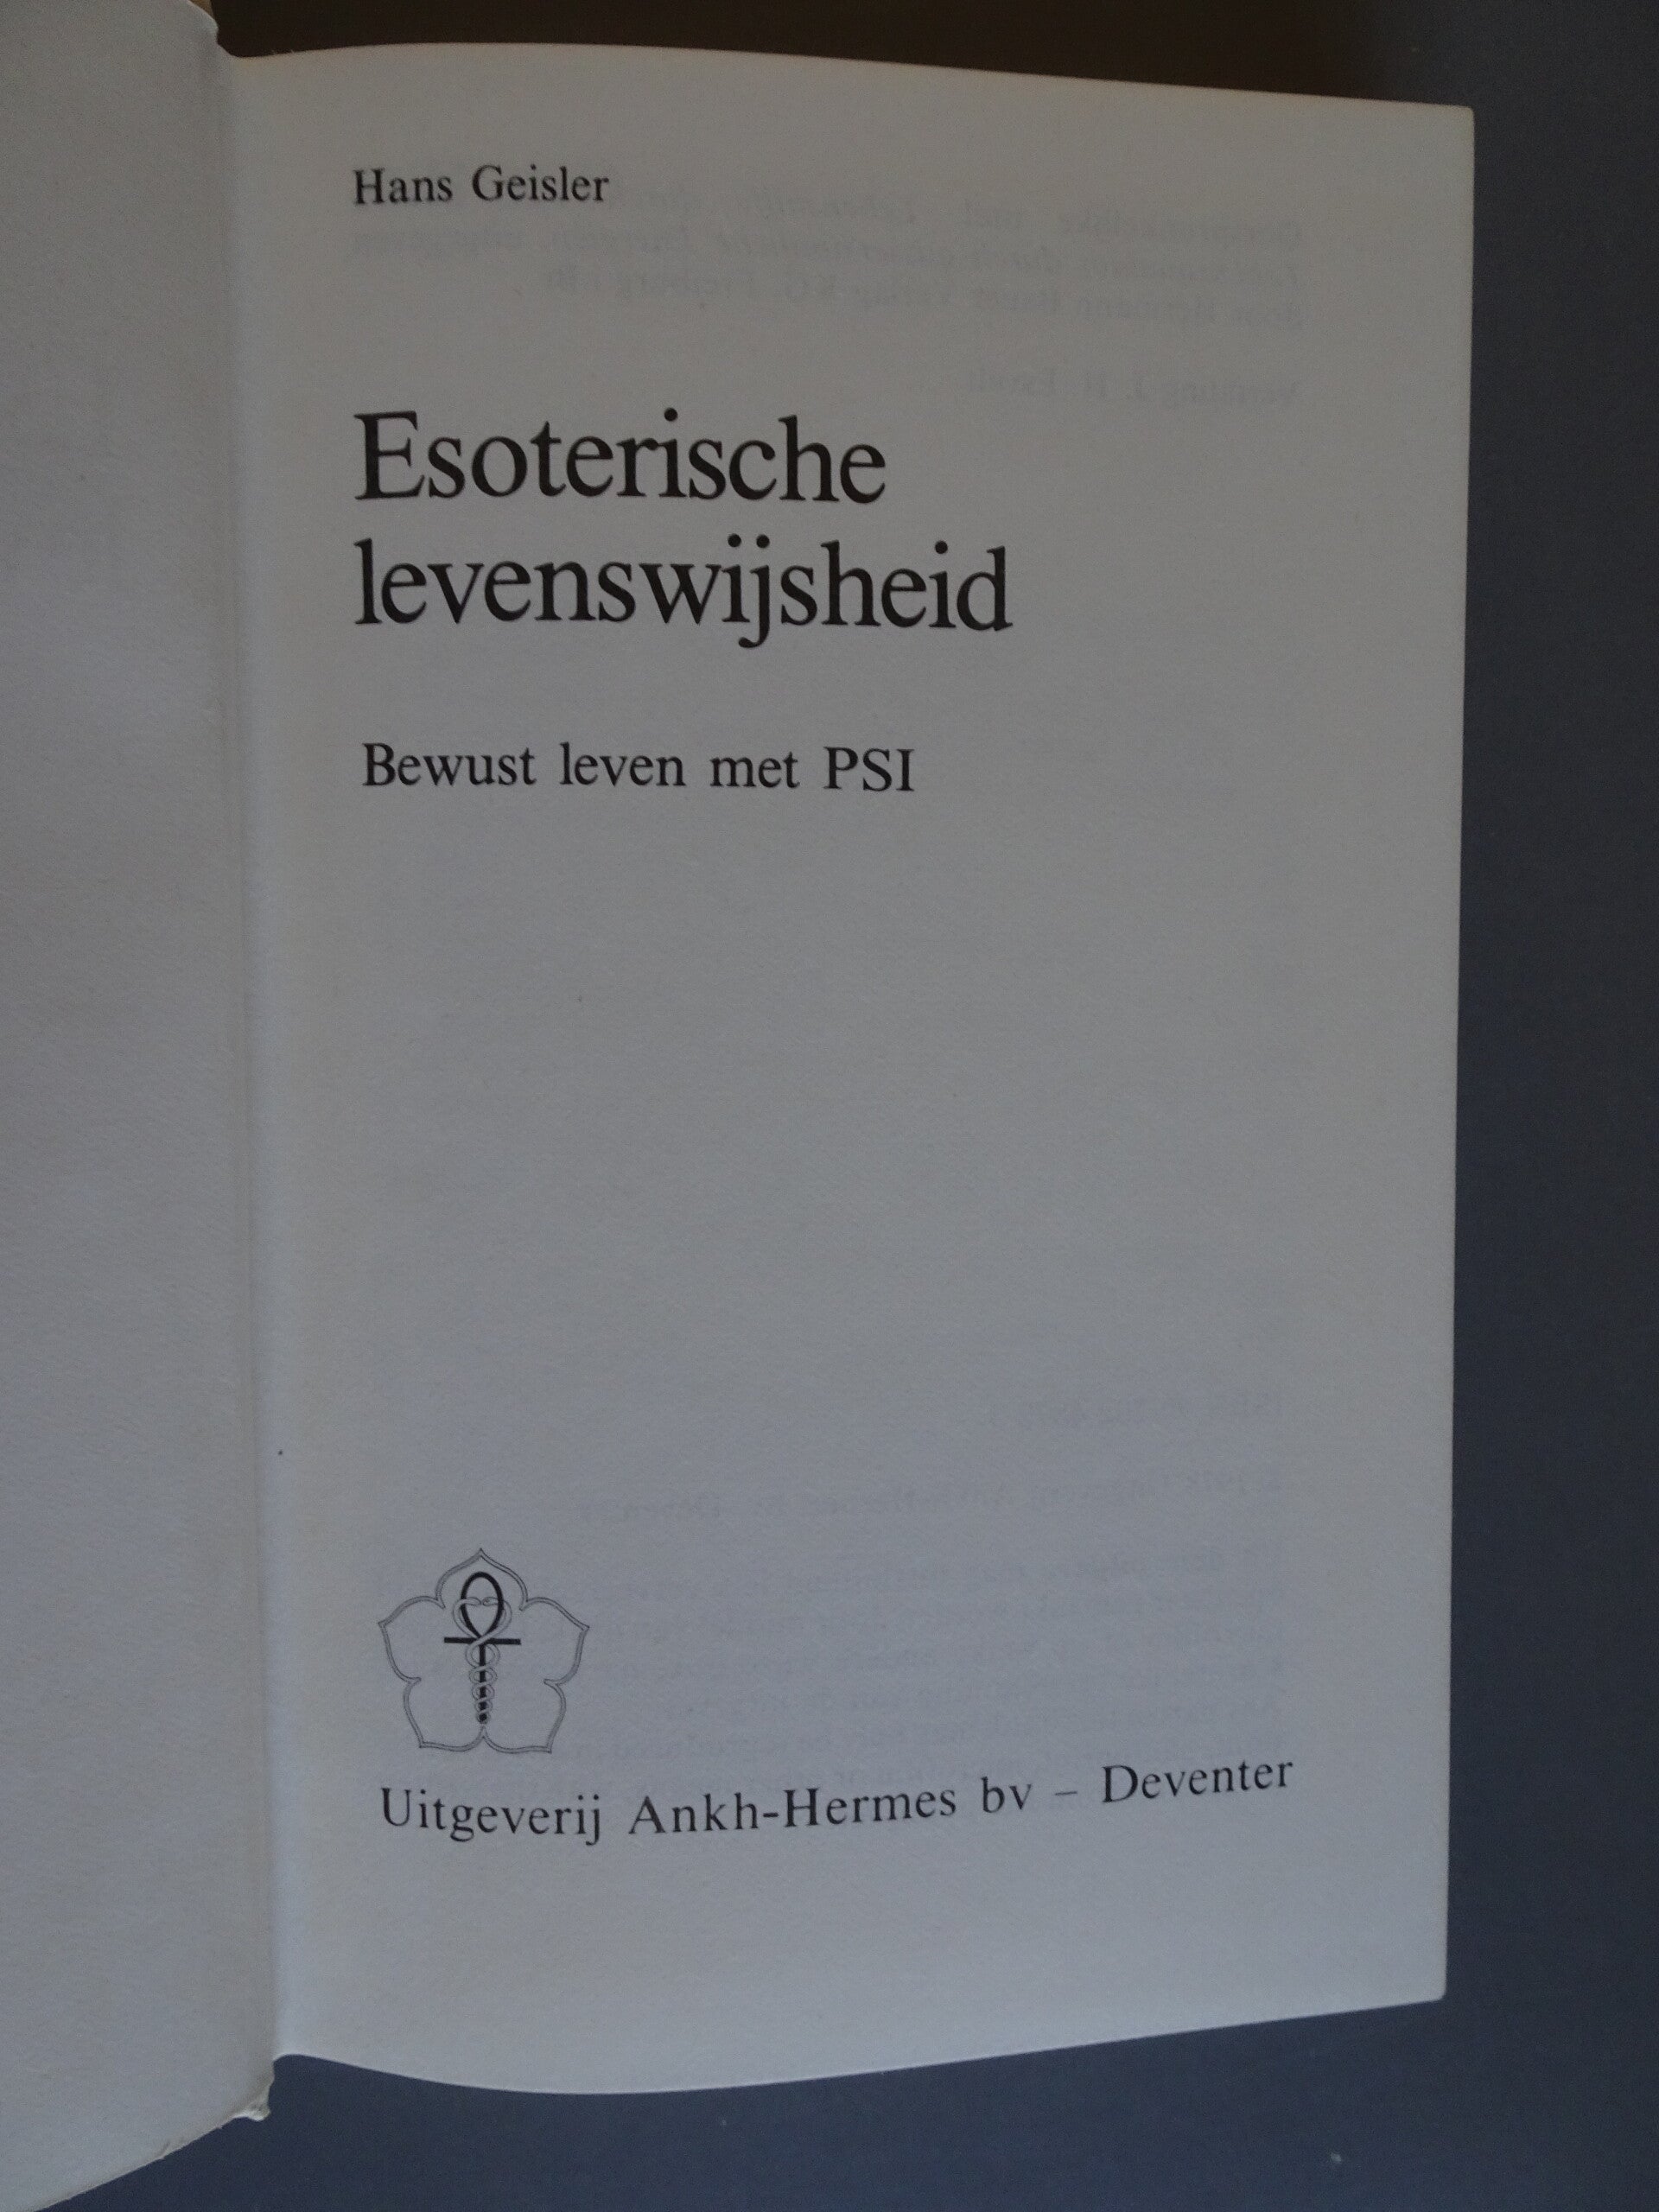 Hans Geisler
Esoterische
levenswijsheid
Bewust leven met PSI
Uitgeverij Ankh-Hermes bv – Deventer